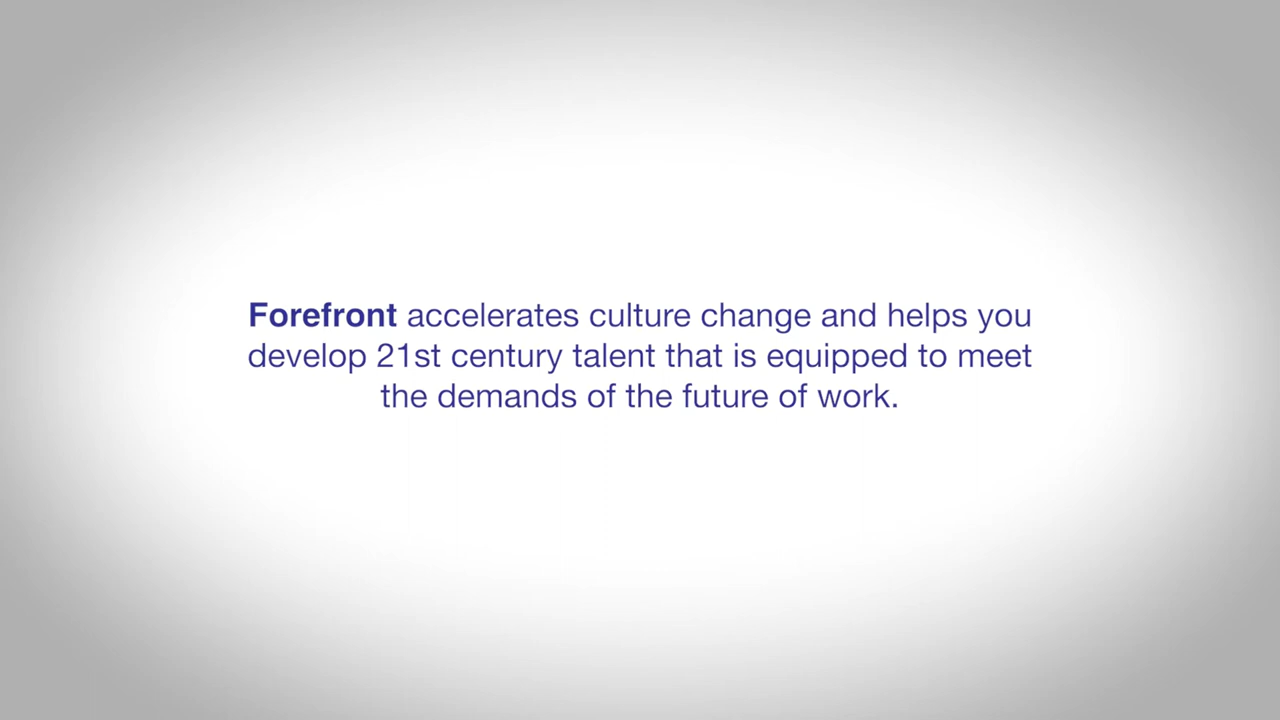 Forefront accelerates culture change and helps you
develop 21st century talent that is equipped to meet
the demands of the future of work.